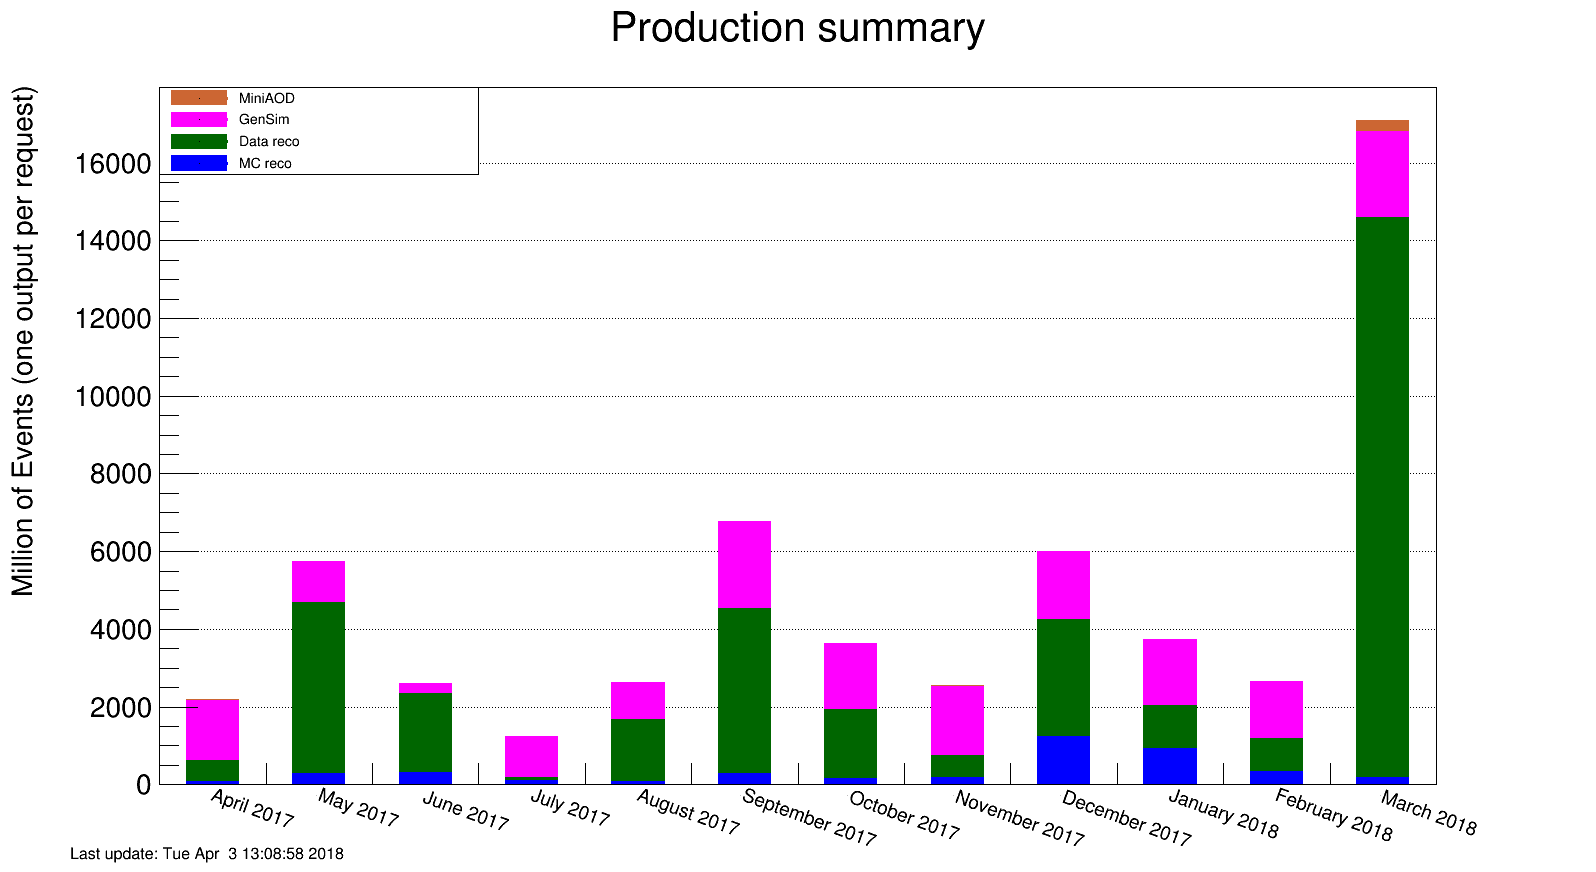 Production summary
Million of Events (one output per request)
MiniAOD
GenSim
Data reco
MC reco
16000
14000
12000
10000
8000
6000
4000
2000
0
April 2017
May 2017
June 2017
July 2017
August 2017
September 2017
October 2017
November 2017
December 2017
January 2018
February 2018
March 2018
Last update: Tue Apr  3 13:08:58 2018